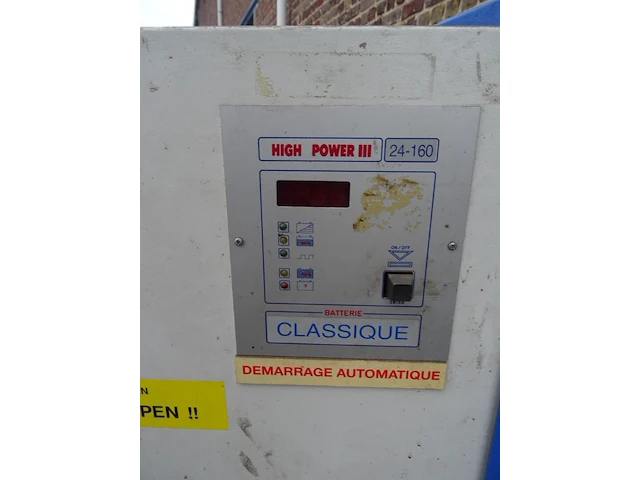 HIGH POWER III 24-160
ON/OFF
?
BATTERIE
CLASSIQUE
DEMARRAGE AUTOMATIQUE
N
PEN !!